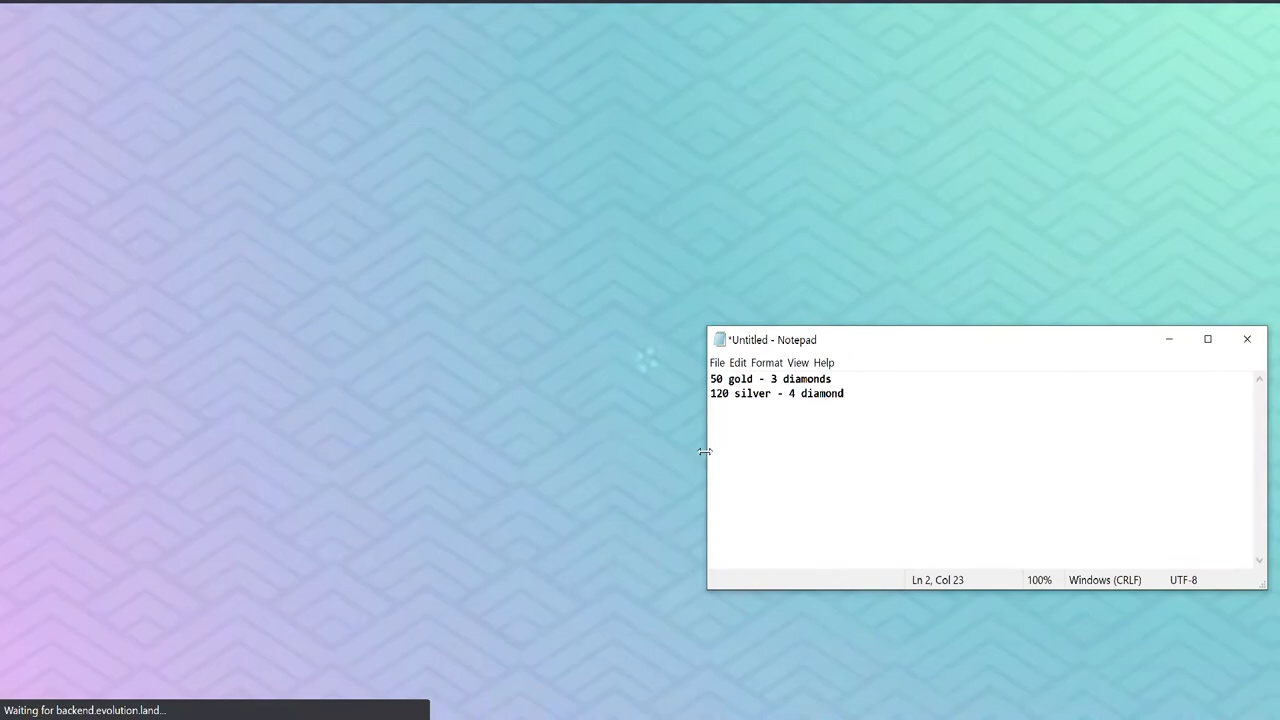 *Untitled - Notepad
File Edit Format View Help
50 gold - 3 diamonds
120 silver - 4 diamond
Ln 2, Col 23 100% Windows (CRLF) UTF-8
Waiting for backend.evolution.land...